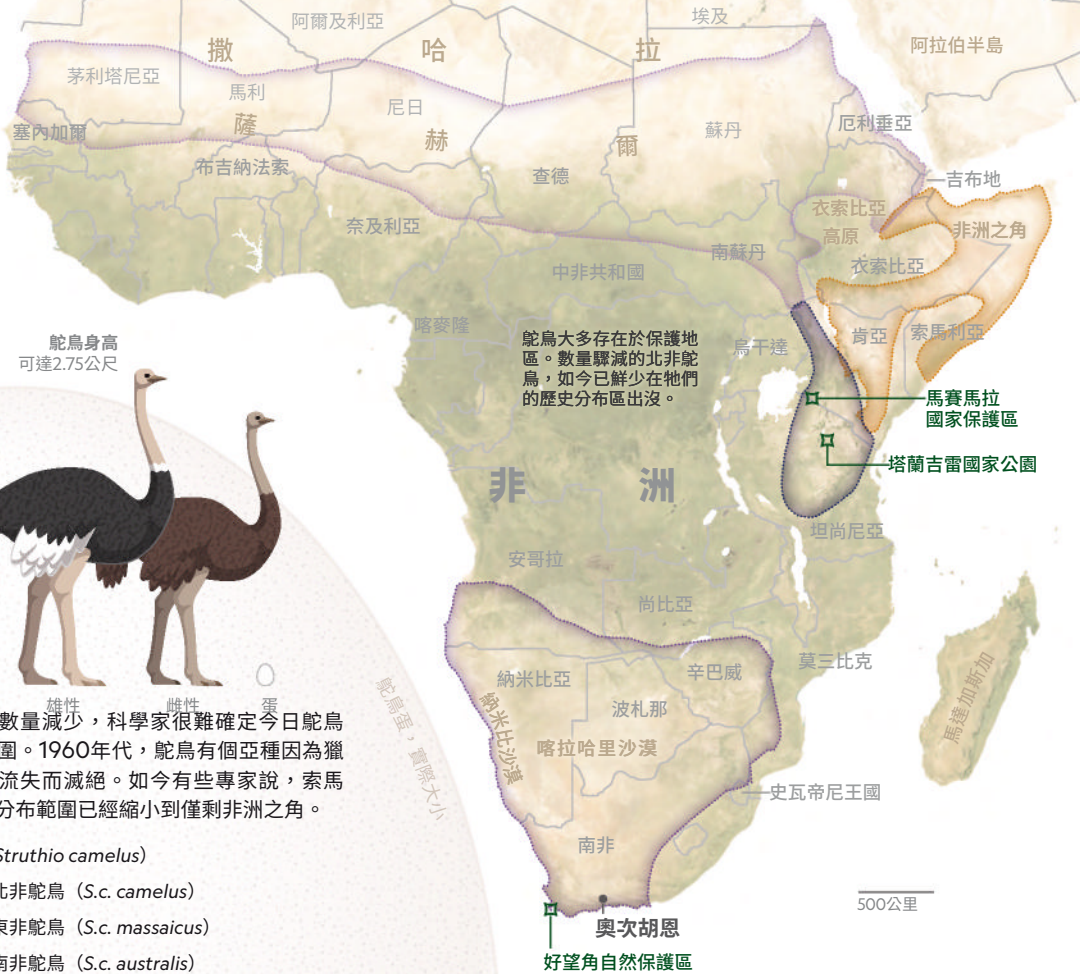 阿爾及利亞
埃及
撒
哈
拉
阿拉伯半島
茅利塔尼亞
馬利
尼日
塞內加爾
薩
赫
爾
蘇丹
厄利垂亞
布吉納法索
查德
吉布地
奈及利亞
衣索比亞
高原
非洲之角
南蘇丹
衣索比亞
中非共和國
喀麥隆
烏干達
肯亞
索馬利亞
鴕鳥身高
可達2.75公尺
鴕鳥大多存在於保護地
區。數量驟減的北非鴕
鳥，如今已鮮少在牠們
的歷史分布區出沒。
馬賽馬拉
國家保護區
塔蘭吉雷國家公園
非
洲
坦尚尼亞
安哥拉
尚比亞
莫三比克
納米比亞
辛巴威
波札那
納米比沙漠
喀拉哈里沙漠
馬達加斯加
史瓦帝尼王國
南非
奧次胡恩
好望角自然保護區
500公里
雄性
雌性
蛋
鴕鳥蛋，實際大小
數量減少，科學家很難確定今日鴕鳥
圍。1960年代，鴕鳥有個亞種因為獵
流失而滅絕。如今有些專家說，索馬
分布範圍已經縮小到僅剩非洲之角。
Struthio camelus）
北非鴕鳥（S.c. camelus）
東非鴕鳥（S.c. massaicus）
南非鴕鳥（S.c. australis）